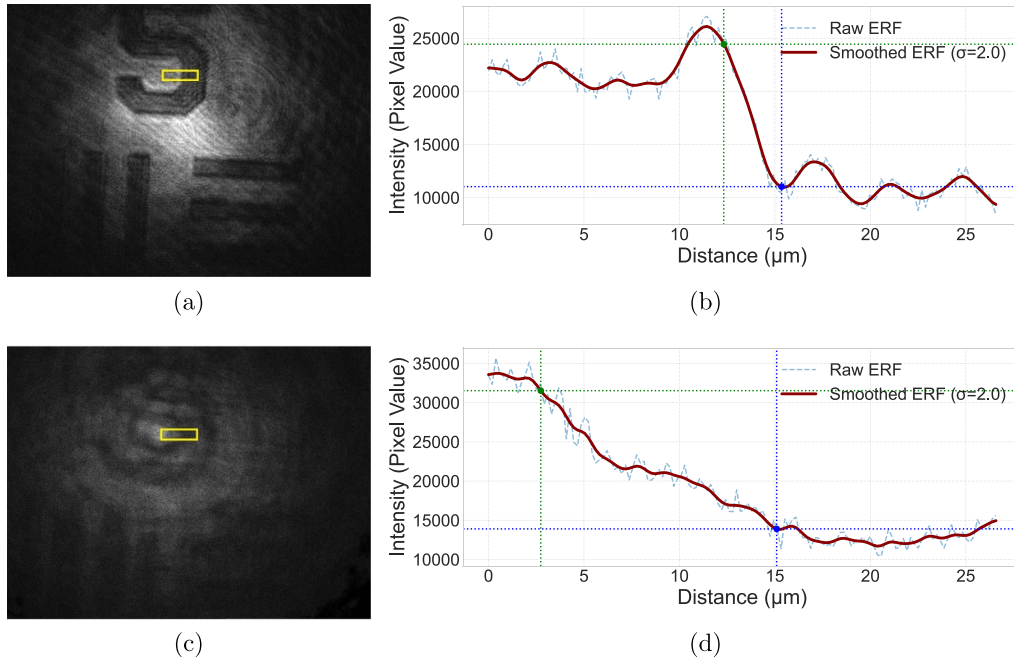 5
(a)
25000
20000
15000
10000
Intensity (Pixel Value)
Raw ERF
Smoothed ERF (σ=2.0)
0 5 10 15 20 25
Distance (μm)
(b)
(c)
35000
30000
25000
20000
15000
10000
Intensity (Pixel Value)
Raw ERF
Smoothed ERF (σ=2.0)
0 5 10 15 20 25
Distance (μm)
(d)